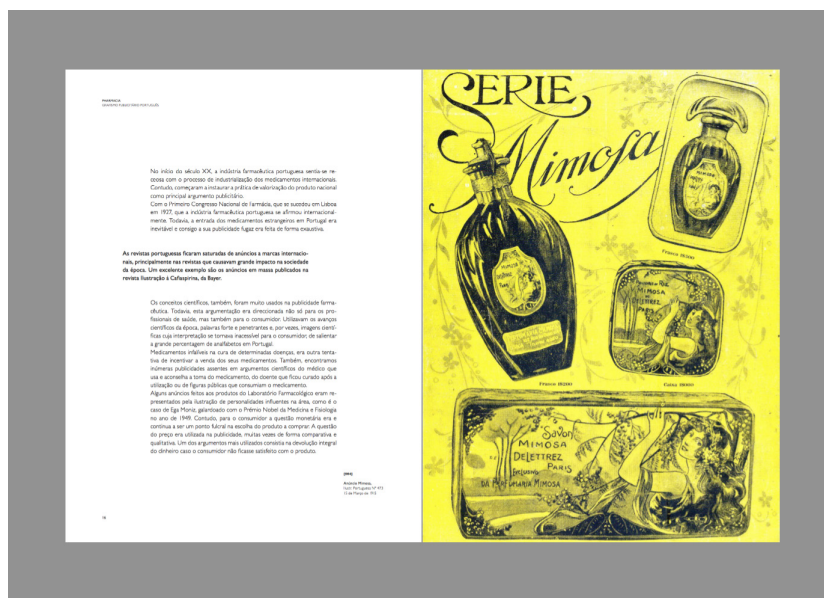 FARMÁCIA
No início do século XX, a indústria farmacêutica portuguesa sentia-se re-
ceosa com o processo de industrialização dos medicamentos internacionais.
Contudo, começaram a instaurar a prática de valorização do produto nacional
como principal argumento publicitário.
Com o Primeiro Congresso Nacional de Farmácia, que se sucedeu em Lisboa
em 1927, que a indústria farmacêutica portuguesa se afirmou internacional-
mente. Todavia, a entrada dos medicamentos estrangeiros em Portugal era
inevitável e consigo a sua publicidade fugaz era feita de forma exaustiva.
As revistas portuguesas ficaram saturadas de anúncios a marcas internacio-
nais, principalmente nas revistas que causavam grande impacto na sociedade
da época. Um excelente exemplo são os anúncios em massa publicados na
revista Ilustração à Cafiaspirina, da Bayer.
Os conceitos científicos, também, foram muito usados na publicidade farma-
cêutica. Todavia, esta argumentação era direcionada não só para os pro-
fissionais de saúde, mas também para o consumidor. Utilizavam os avanços
científicos da época, palavras forte e penetrantes e, por vezes, imagens cientí-
ficas cuja interpretação se tornava inacessível para o consumidor, de salientar
a grande percentagem de analfabetos em Portugal.
Medicamentos infalíveis na cura de determinadas doenças, era outra tenta-
tiva de incentivar a venda dos seus medicamentos. Também, encontramos
inúmeras publicidades assentes em argumentos científicos do médico que
usa e aconselha a toma do medicamento, do doente que ficou curado após a
utilização ou de figuras públicas que consumiam o medicamento.
Alguns anúncios feitos aos produtos do Laboratório Farmacológico eram re-
presentados pela ilustração de personalidades influentes na área, como é o
caso de Egas Moniz, galardoado com o Prémio Nobel da Medicina e Fisiologia
no ano de 1949. Contudo, para o consumidor a questão monetária era e
continua a ser um ponto fulcral na escolha do produto a comprar. A questão
do preço era utilizada na publicidade, muitas vezes de forma comparativa e
qualitativa. Um dos argumentos mais utilizados consistia na devolução integral
do dinheiro caso o consumidor não ficasse satisfeito com o produto.
Anúncio Mimosa,
SERIE
Mimosa
MIMOSA
MIMOSA
DELETTREZ
PARIS
MIMOSA
DELETTREZ
PARIS
Savon
MIMOSA
DELETTREZ
PARIS
EXCLUSIVO
DA PERFUMARIA MIMOSA